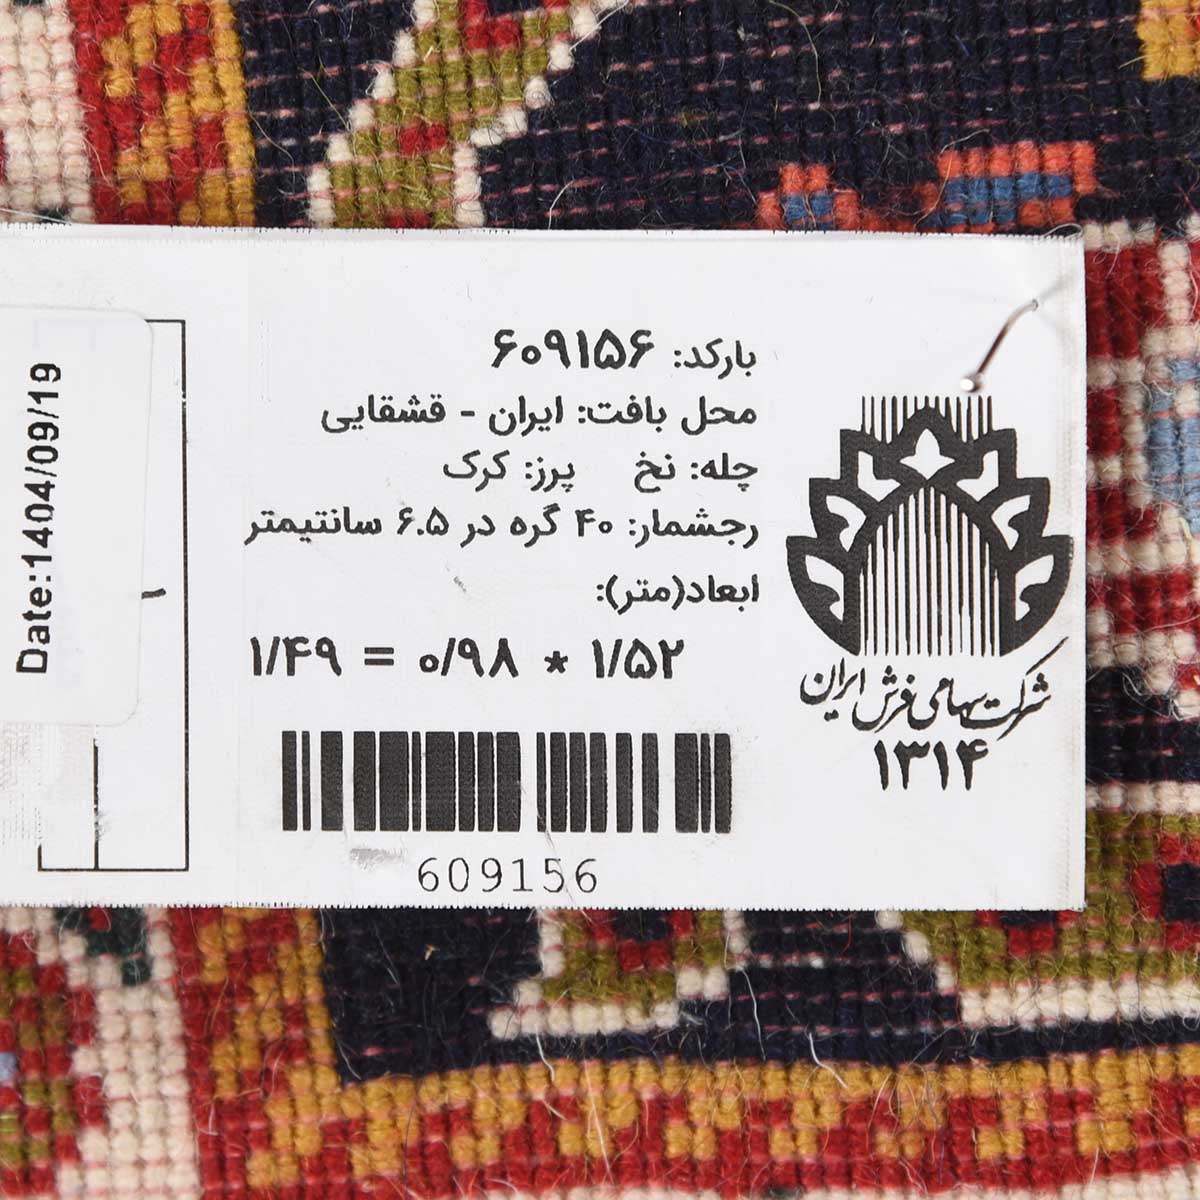 بارکد: ۶۰۹۱۵۶
محل بافت: ایران - قشقایی
چله: نخ پرز: کرک
رجشمار: ۴۰ گره در ۶.۵ سانتیمتر
ابعاد(متر):
۱/۵۲ * ۰/۹۸ = ۱/۴۹
609156
شرکت سهامی فرش ایران
۱۳۱۴
Date:1404/09/19